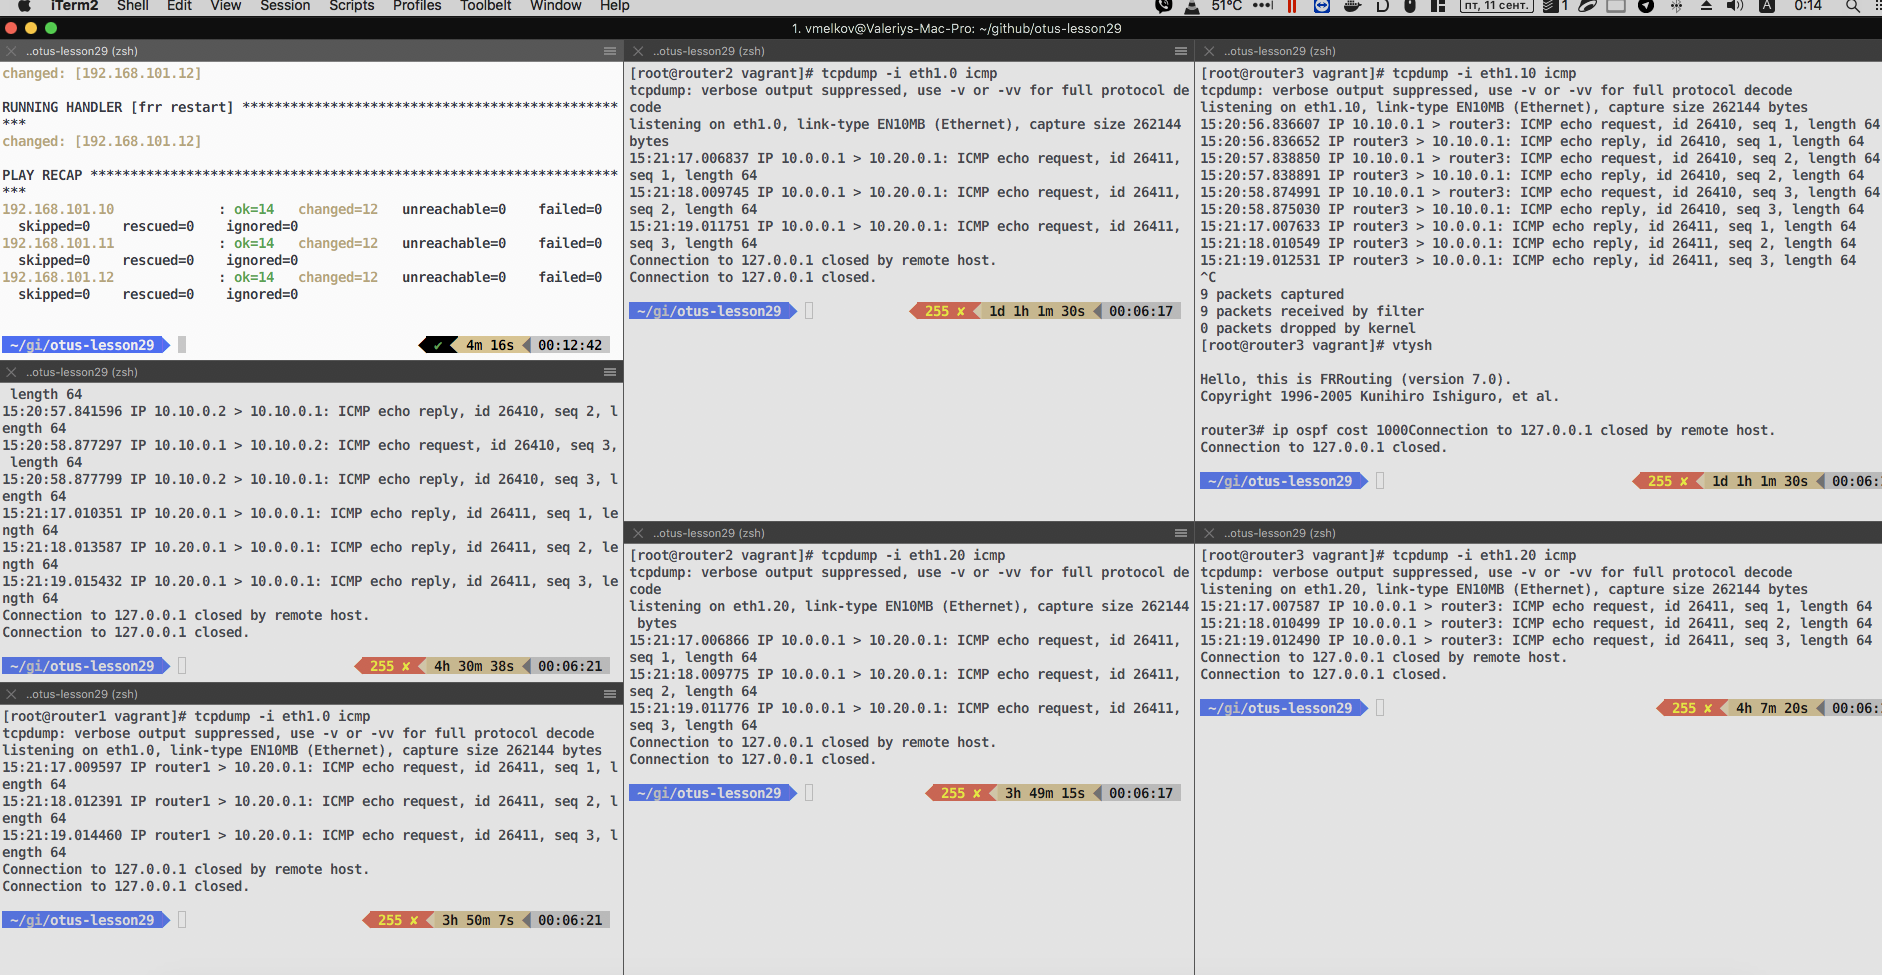 iTerm2 Shell Edit View Session Scripts Profiles Toolbelt Window Help 51°C пт, 11 сент. 1 A 0:14
1. vmelkov@Valeriys-Mac-Pro: ~/github/otus-lesson29
..otus-lesson29 (zsh)
changed: [192.168.101.12]
RUNNING HANDLER [frr restart] ***********************************************
***
changed: [192.168.101.12]
PLAY RECAP ******************************************************************
***
192.168.101.10 : ok=14 changed=12 unreachable=0 failed=0
skipped=0 rescued=0 ignored=0
192.168.101.11 : ok=14 changed=12 unreachable=0 failed=0
skipped=0 rescued=0 ignored=0
192.168.101.12 : ok=14 changed=12 unreachable=0 failed=0
skipped=0 rescued=0 ignored=0
~/gi/otus-lesson29 ✔ 4m 16s 00:12:42
..otus-lesson29 (zsh)
length 64
15:20:57.841596 IP 10.10.0.2 > 10.10.0.1: ICMP echo reply, id 26410, seq 2, l
ength 64
15:20:58.877297 IP 10.10.0.1 > 10.10.0.2: ICMP echo request, id 26410, seq 3,
length 64
15:20:58.877799 IP 10.10.0.2 > 10.10.0.1: ICMP echo reply, id 26410, seq 3, l
ength 64
15:21:17.010351 IP 10.20.0.1 > 10.0.0.1: ICMP echo reply, id 26411, seq 1, le
ngth 64
15:21:18.013587 IP 10.20.0.1 > 10.0.0.1: ICMP echo reply, id 26411, seq 2, le
ngth 64
15:21:19.015432 IP 10.20.0.1 > 10.0.0.1: ICMP echo reply, id 26411, seq 3, le
ngth 64
Connection to 127.0.0.1 closed by remote host.
Connection to 127.0.0.1 closed.
~/gi/otus-lesson29 255 ✘ 4h 30m 38s 00:06:21
..otus-lesson29 (zsh)
[root@router1 vagrant]# tcpdump -i eth1.0 icmp
tcpdump: verbose output suppressed, use -v or -vv for full protocol decode
listening on eth1.0, link-type EN10MB (Ethernet), capture size 262144 bytes
15:21:17.009597 IP router1 > 10.20.0.1: ICMP echo request, id 26411, seq 1, l
ength 64
15:21:18.012391 IP router1 > 10.20.0.1: ICMP echo request, id 26411, seq 2, l
ength 64
15:21:19.014460 IP router1 > 10.20.0.1: ICMP echo request, id 26411, seq 3, l
ength 64
Connection to 127.0.0.1 closed by remote host.
Connection to 127.0.0.1 closed.
~/gi/otus-lesson29 255 ✘ 3h 50m 7s 00:06:21
..otus-lesson29 (zsh)
[root@router2 vagrant]# tcpdump -i eth1.0 icmp
tcpdump: verbose output suppressed, use -v or -vv for full protocol de
code
listening on eth1.0, link-type EN10MB (Ethernet), capture size 262144
bytes
15:21:17.006837 IP 10.0.0.1 > 10.20.0.1: ICMP echo request, id 26411,
seq 1, length 64
15:21:18.009745 IP 10.0.0.1 > 10.20.0.1: ICMP echo request, id 26411,
seq 2, length 64
15:21:19.011751 IP 10.0.0.1 > 10.20.0.1: ICMP echo request, id 26411,
seq 3, length 64
Connection to 127.0.0.1 closed by remote host.
Connection to 127.0.0.1 closed.
~/gi/otus-lesson29 255 ✘ 1d 1h 1m 30s 00:06:17
..otus-lesson29 (zsh)
[root@router2 vagrant]# tcpdump -i eth1.20 icmp
tcpdump: verbose output suppressed, use -v or -vv for full protocol de
code
listening on eth1.20, link-type EN10MB (Ethernet), capture size 262144
bytes
15:21:17.006866 IP 10.0.0.1 > 10.20.0.1: ICMP echo request, id 26411,
seq 1, length 64
15:21:18.009775 IP 10.0.0.1 > 10.20.0.1: ICMP echo request, id 26411,
seq 2, length 64
15:21:19.011776 IP 10.0.0.1 > 10.20.0.1: ICMP echo request, id 26411,
seq 3, length 64
Connection to 127.0.0.1 closed by remote host.
Connection to 127.0.0.1 closed.
~/gi/otus-lesson29 255 ✘ 3h 49m 15s 00:06:17
..otus-lesson29 (zsh)
[root@router3 vagrant]# tcpdump -i eth1.10 icmp
tcpdump: verbose output suppressed, use -v or -vv for full protocol decode
listening on eth1.10, link-type EN10MB (Ethernet), capture size 262144 bytes
15:20:56.836607 IP 10.10.0.1 > router3: ICMP echo request, id 26410, seq 1, length 64
15:20:56.836652 IP router3 > 10.10.0.1: ICMP echo reply, id 26410, seq 1, length 64
15:20:57.838850 IP 10.10.0.1 > router3: ICMP echo request, id 26410, seq 2, length 64
15:20:57.838891 IP router3 > 10.10.0.1: ICMP echo reply, id 26410, seq 2, length 64
15:20:58.874991 IP 10.10.0.1 > router3: ICMP echo request, id 26410, seq 3, length 64
15:20:58.875030 IP router3 > 10.10.0.1: ICMP echo reply, id 26410, seq 3, length 64
15:21:17.007633 IP router3 > 10.0.0.1: ICMP echo reply, id 26411, seq 1, length 64
15:21:18.010549 IP router3 > 10.0.0.1: ICMP echo reply, id 26411, seq 2, length 64
15:21:19.012531 IP router3 > 10.0.0.1: ICMP echo reply, id 26411, seq 3, length 64
^C
9 packets captured
9 packets received by filter
0 packets dropped by kernel
[root@router3 vagrant]# vtysh
Hello, this is FRRouting (version 7.0).
Copyright 1996-2005 Kunihiro Ishiguro, et al.
router3# ip ospf cost 1000Connection to 127.0.0.1 closed by remote host.
Connection to 127.0.0.1 closed.
~/gi/otus-lesson29 255 ✘ 1d 1h 1m 30s 00:06:
..otus-lesson29 (zsh)
[root@router3 vagrant]# tcpdump -i eth1.20 icmp
tcpdump: verbose output suppressed, use -v or -vv for full protocol decode
listening on eth1.20, link-type EN10MB (Ethernet), capture size 262144 bytes
15:21:17.007587 IP 10.0.0.1 > router3: ICMP echo request, id 26411, seq 1, length 64
15:21:18.010499 IP 10.0.0.1 > router3: ICMP echo request, id 26411, seq 2, length 64
15:21:19.012490 IP 10.0.0.1 > router3: ICMP echo request, id 26411, seq 3, length 64
Connection to 127.0.0.1 closed by remote host.
Connection to 127.0.0.1 closed.
~/gi/otus-lesson29 255 ✘ 4h 7m 20s 00:06: